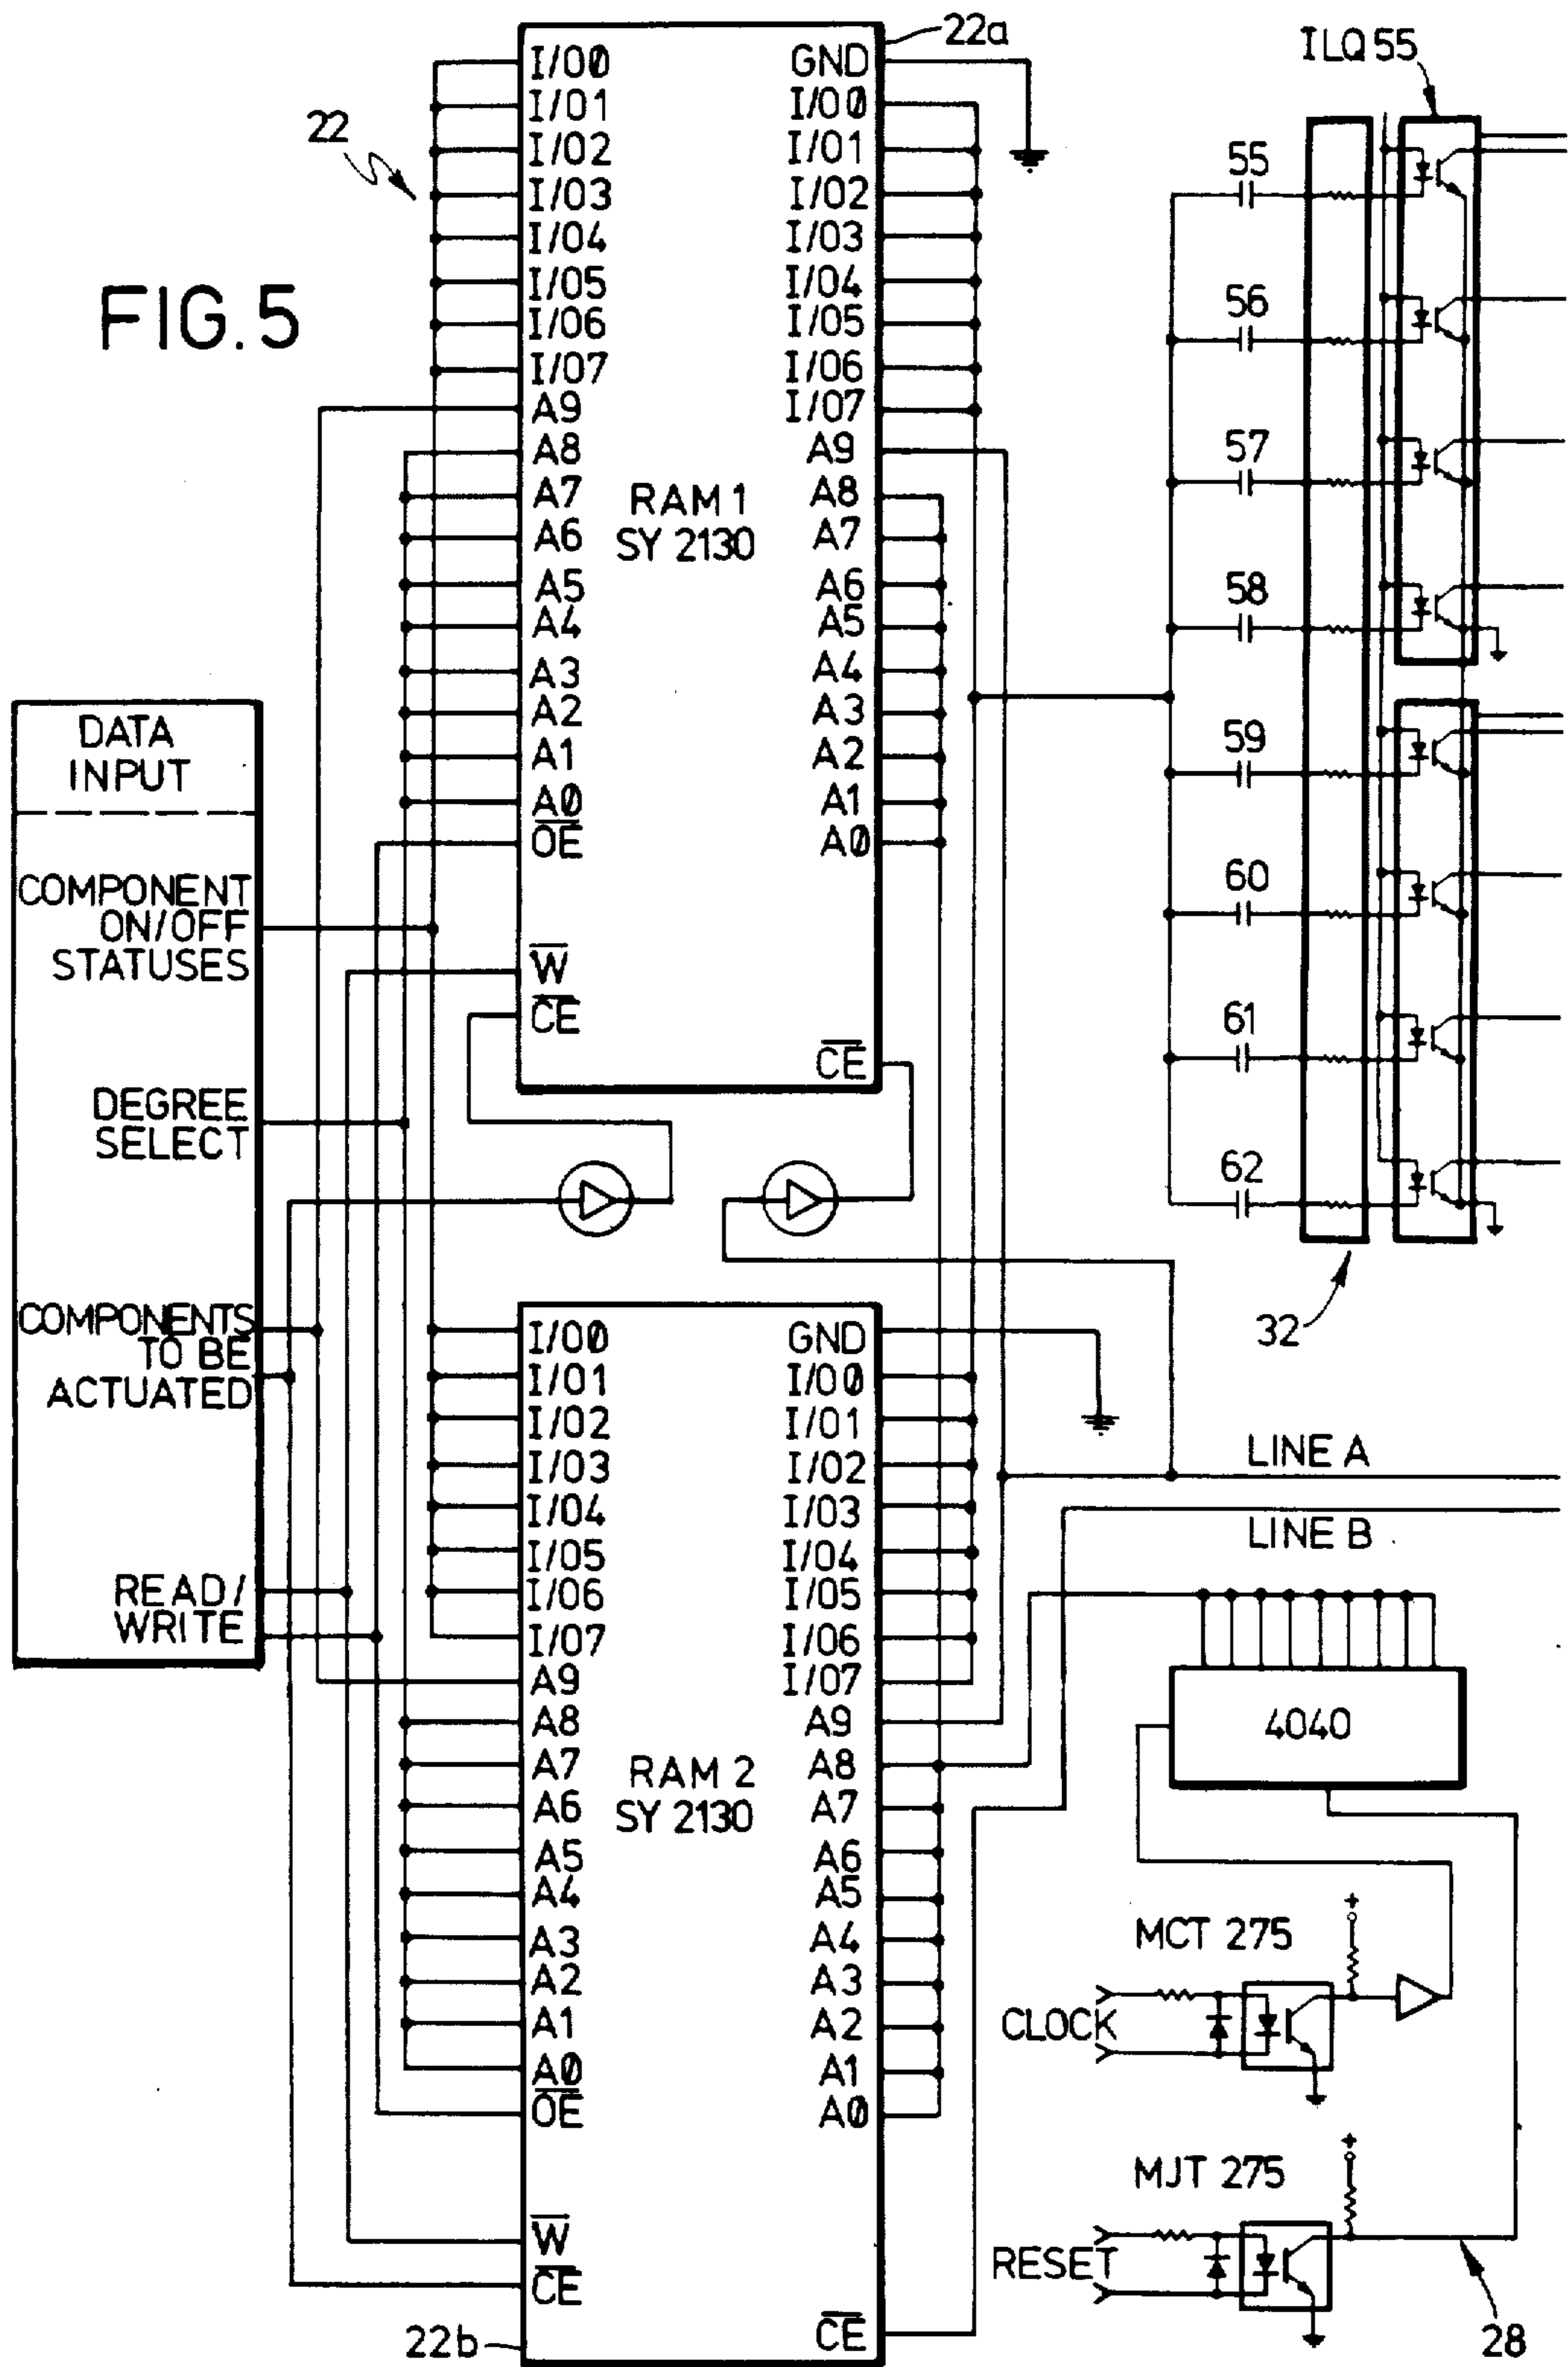 FIG. 5
22
22a
I/O0
I/O1
I/O2
I/O3
I/O4
I/O5
I/O6
I/O7
A9
A8
A7
A6
A5
A4
A3
A2
A1
A0
OE
W
CE
RAM 1
SY 2130
GND
I/O0
I/O1
I/O2
I/O3
I/O4
I/O5
I/O6
I/O7
A9
A8
A7
A6
A5
A4
A3
A2
A1
A0
CE
ILQ 55
55
56
57
58
59
60
61
62
32
DATA
INPUT
COMPONENT
ON/OFF
STATUSES
DEGREE
SELECT
COMPONENTS
TO BE
ACTUATED
READ/
WRITE
I/O0
I/O1
I/O2
I/O3
I/O4
I/O5
I/O6
I/O7
A9
A8
A7
A6
A5
A4
A3
A2
A1
A0
OE
W
CE
22b
RAM 2
SY 2130
GND
I/O0
I/O1
I/O2
I/O3
I/O4
I/O5
I/O6
I/O7
A9
A8
A7
A6
A5
A4
A3
A2
A1
A0
CE
LINE A
LINE B
4040
MCT 275
+
CLOCK
MJT 275
+
RESET
28